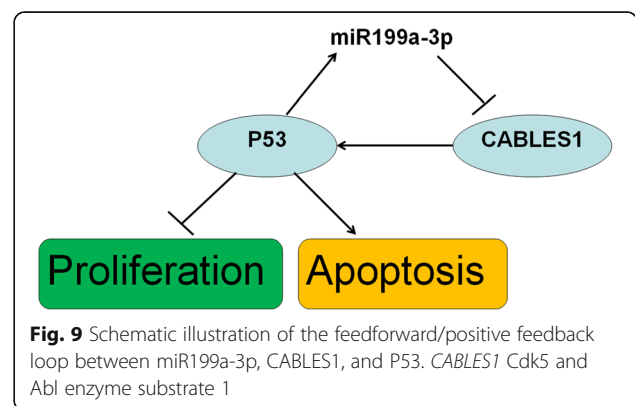 miR199a-3p
P53
CABLES1
Proliferation
Apoptosis
Fig. 9 Schematic illustration of the feedforward/positive feedback
loop between miR199a-3p, CABLES1, and P53. CABLES1 Cdk5 and
Abl enzyme substrate 1